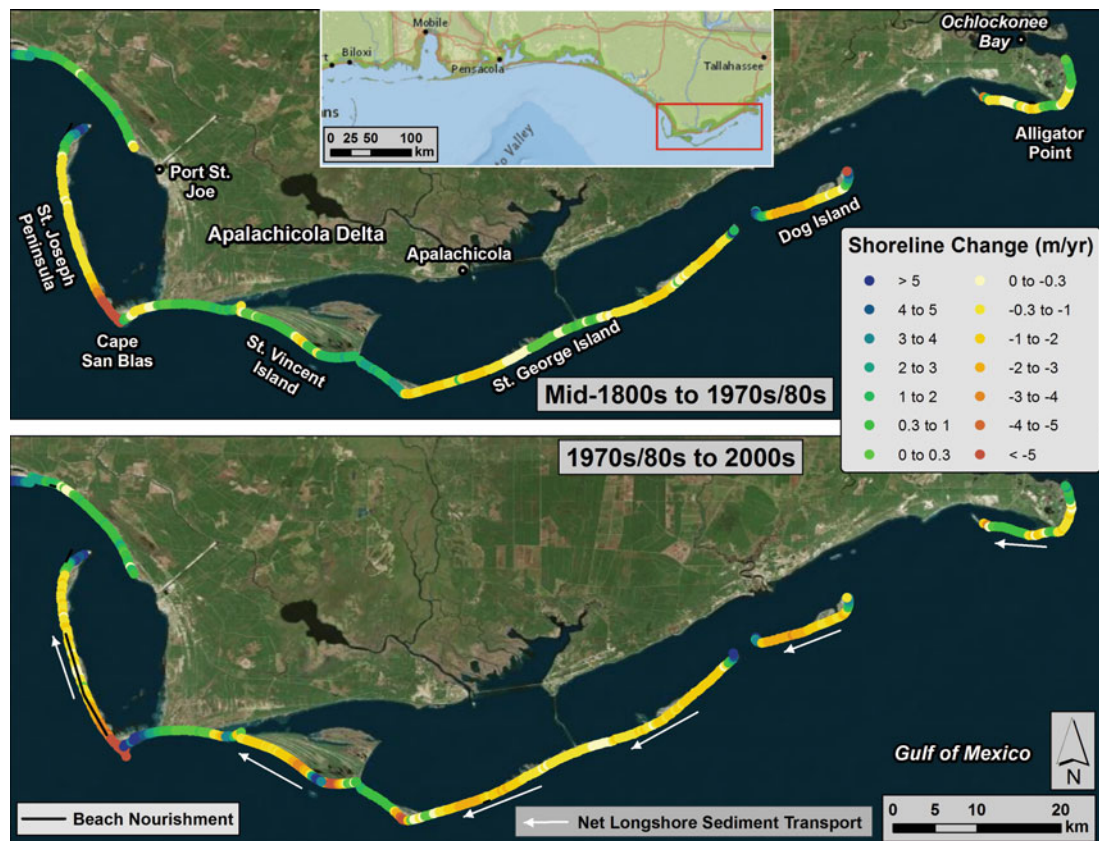 Mobile
Biloxi
Pensacola
Tallahassee
0 25 50 100
km
Ochlockonee
Bay
Alligator
Point
Port St.
Joe
St. Joseph
Peninsula
Apalachicola Delta
Apalachicola
Dog Island
Cape
San Blas
St. Vincent
Island
St. George Island
Mid-1800s to 1970s/80s
Shoreline Change (m/yr)
> 5
4 to 5
3 to 4
2 to 3
1 to 2
0.3 to 1
0 to 0.3
0 to -0.3
-0.3 to -1
-1 to -2
-2 to -3
-3 to -4
-4 to -5
< -5
1970s/80s to 2000s
Gulf of Mexico
N
Beach Nourishment
Net Longshore Sediment Transport
0 5 10 20
km